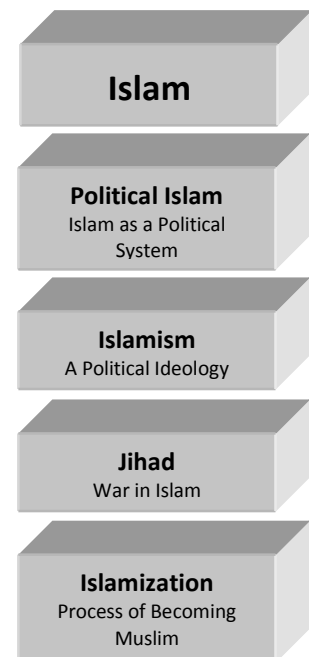 Islam
Political Islam
Islam as a Political
System
Islamism
A Political Ideology
Jihad
War in Islam
Islamization
Process of Becoming
Muslim